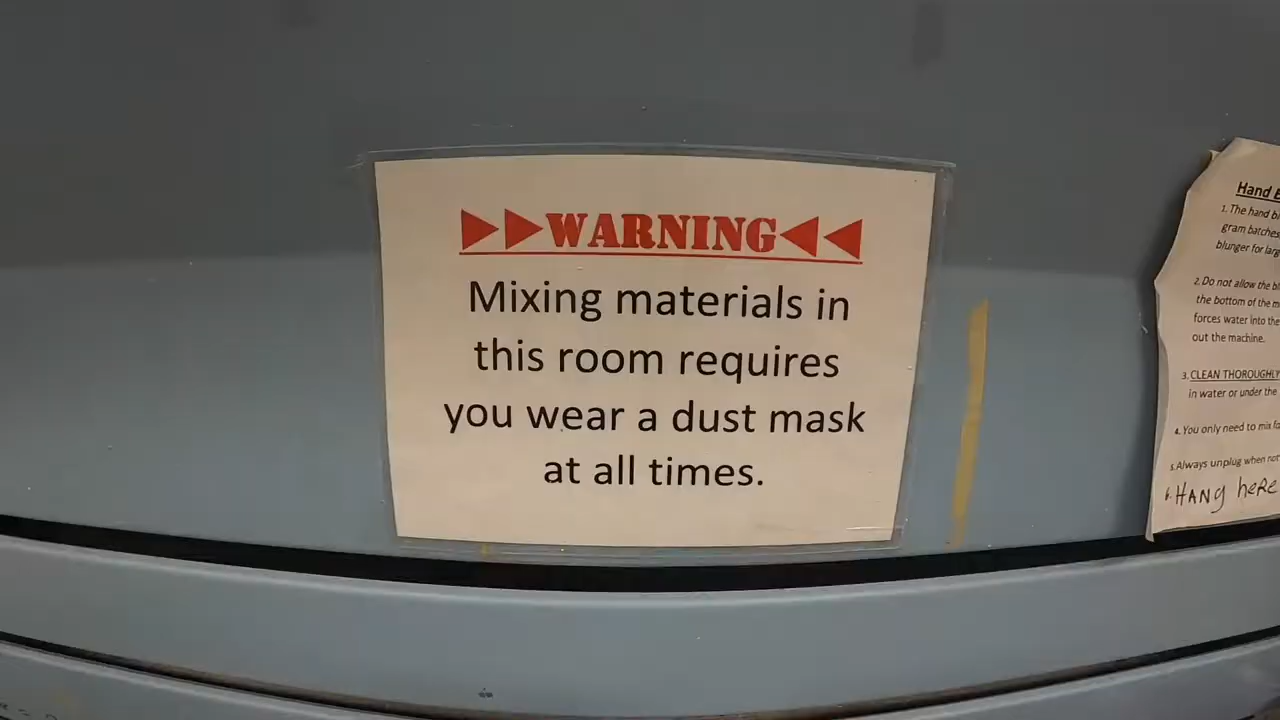 WARNING
Mixing materials in
this room requires
you wear a dust mask
at all times.
Hand
1. The hand
gram batches
blunger for
2. Do not allow the
the bottom of the
forces water into the
out the machine.
3. CLEAN THOROUGHLY
in water or under the
4. You only need to mix
5. Always unplug when not
6. HANG heRe